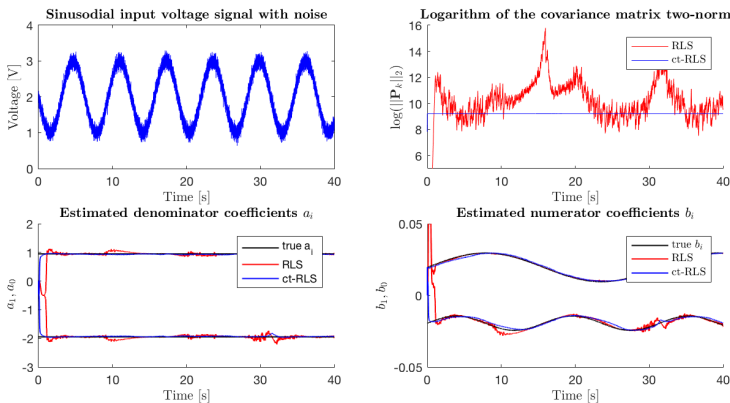 Sinusodial input voltage signal with noise
Voltage [V]
4
3
2
1
0
0 10 20 30 40
Time [s]
Logarithm of the covariance matrix two-norm
log(||P_k||_2)
16
14
12
10
8
6
RLS
ct-RLS
0 10 20 30 40
Time [s]
Estimated denominator coefficients a_i
a_1, a_0
2
1
0
-1
-2
-3
true a_i
RLS
ct-RLS
0 10 20 30 40
Time [s]
Estimated numerator coefficients b_i
b_1, b_0
0.05
0
-0.05
true b_i
RLS
ct-RLS
0 10 20 30 40
Time [s]